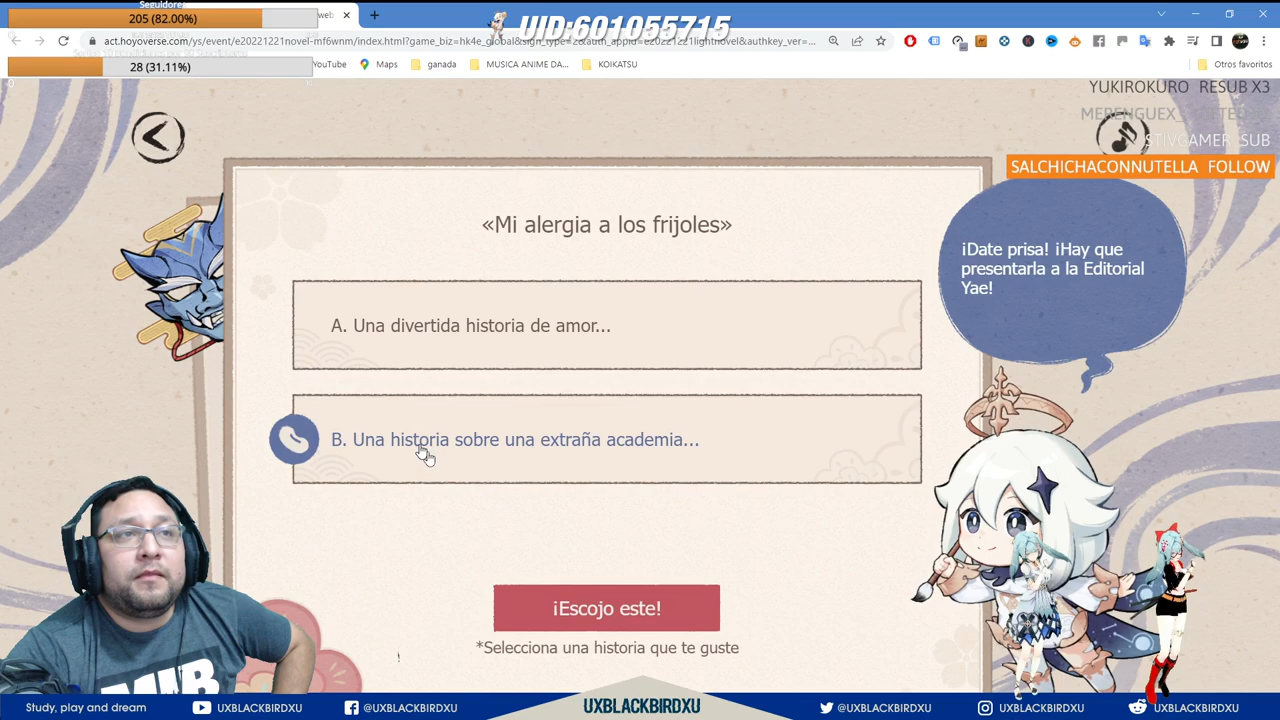 Seguidores
205 (82.00%)
web
UID:601055715
act.hoyoverse.com/ys/event/e20221221novel-mf6wnm/index.html?game_biz=hk4e_global&sign_type=2&auth_appid=e20221221lightnovel&authkey_ver=...
28 (31.11%)
YouTube
Maps
ganada
MUSICA ANIME DA...
KOIKATSU
Otros favoritos
YUKIROKURO RESUB X3
STIVGAMER SUB
SALCHICHACONNUTELLA FOLLOW
«Mi alergia a los frijoles»
¡Date prisa! ¡Hay que
presentarla a la Editorial
Yae!
A. Una divertida historia de amor...
B. Una historia sobre una extraña academia...
¡Escojo este!
*Selecciona una historia que te guste
Study, play and dream
UXBLACKBIRDXU
@UXBLACKBIRDXU
UXBLACKBIRDXU
@UXBLACKBIRDXU
UXBLACKBIRDXU
UXBLACKBIRDXU